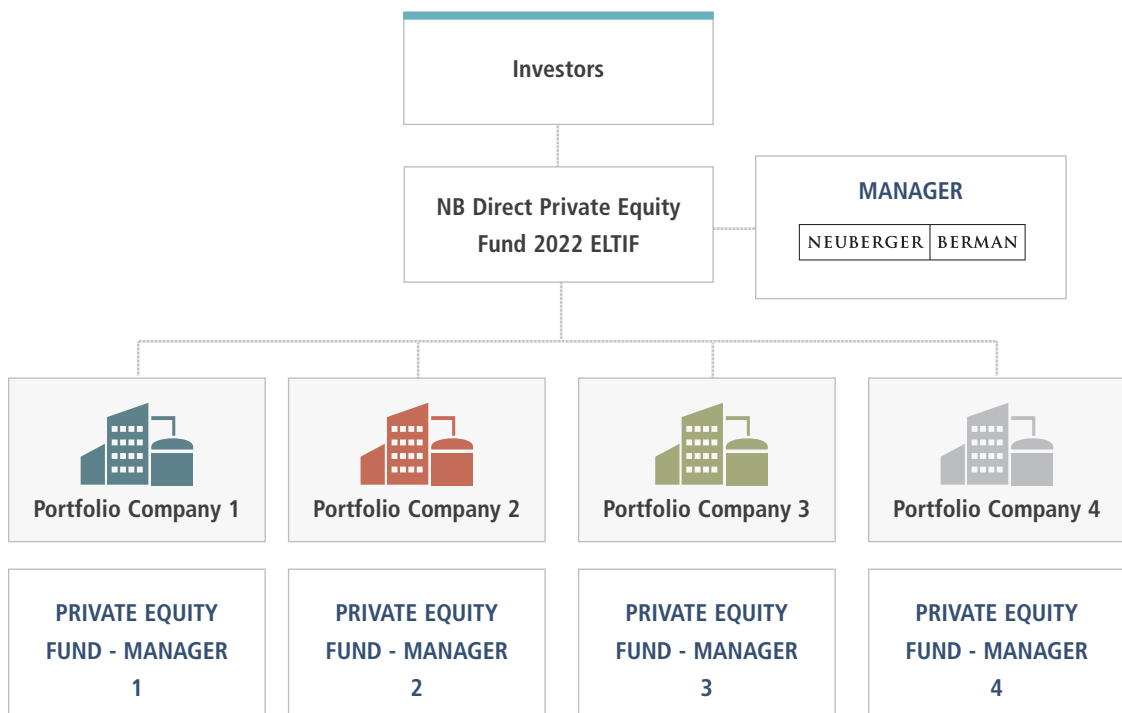 Investors
NB Direct Private Equity
Fund 2022 ELTIF
MANAGER
NEUBERGER BERMAN
Portfolio Company 1
Portfolio Company 2
Portfolio Company 3
Portfolio Company 4
PRIVATE EQUITY
FUND - MANAGER
1
PRIVATE EQUITY
FUND - MANAGER
2
PRIVATE EQUITY
FUND - MANAGER
3
PRIVATE EQUITY
FUND - MANAGER
4